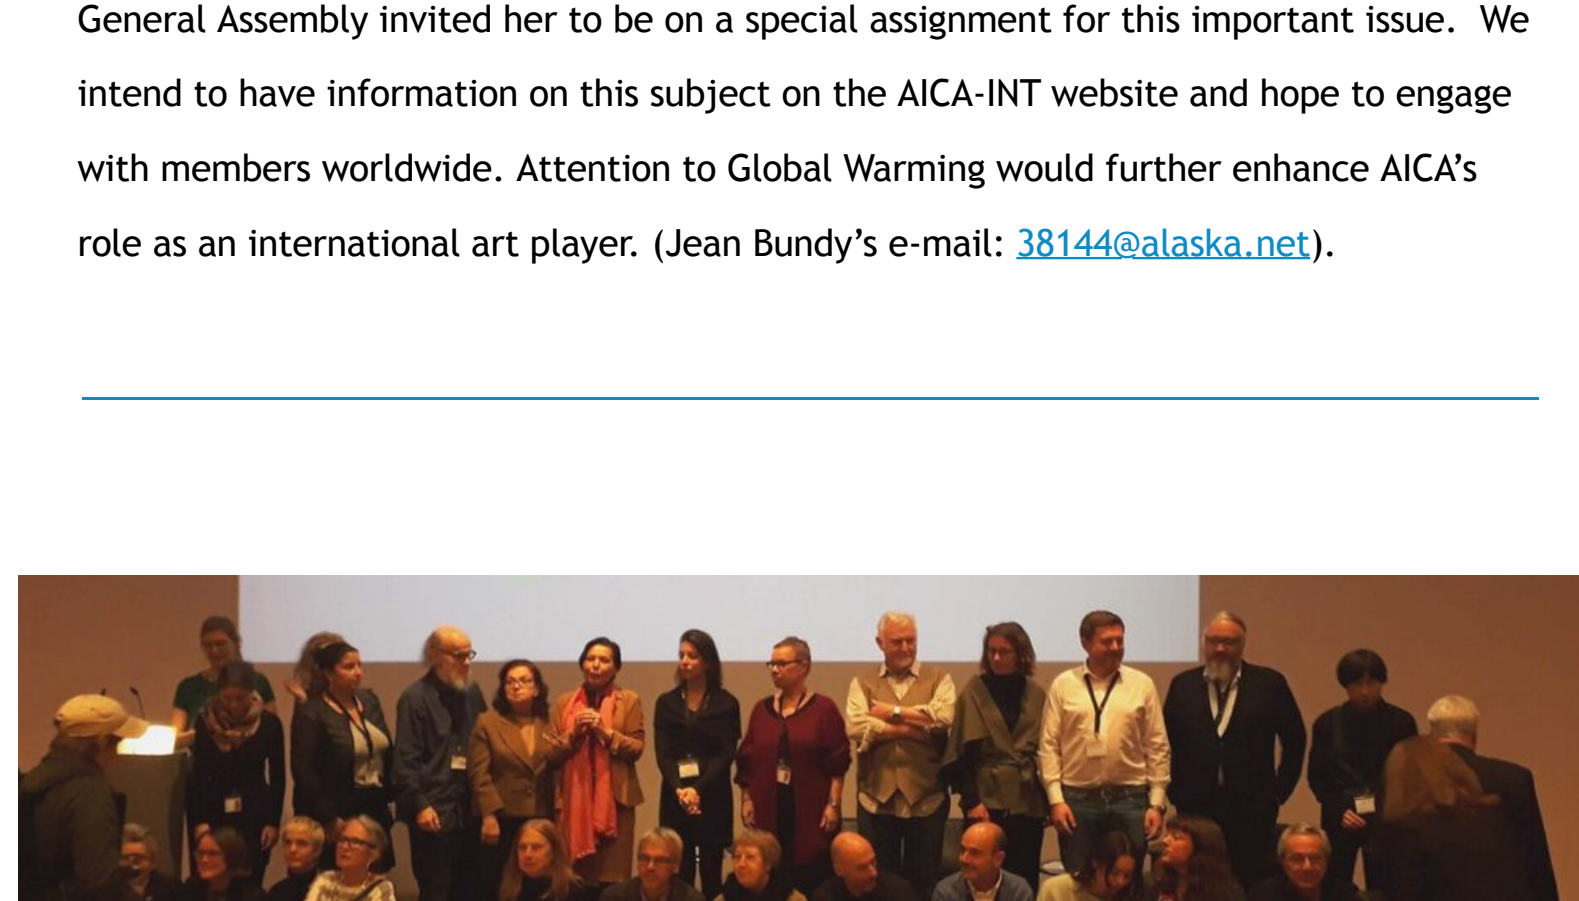 General Assembly invited her to be on a special assignment for this important issue.  We
intend to have information on this subject on the AICA-INT website and hope to engage
with members worldwide. Attention to Global Warming would further enhance AICA’s
role as an international art player. (Jean Bundy’s e-mail: 38144@alaska.net).